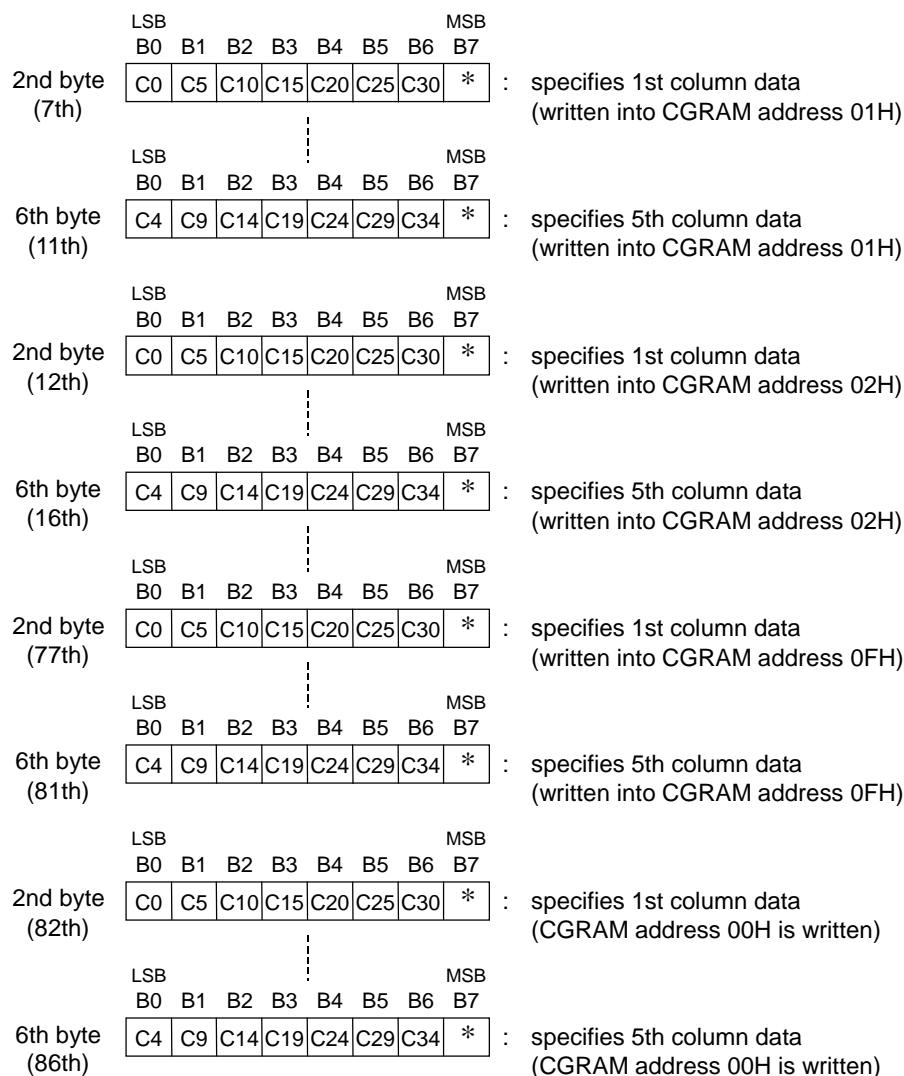 LSB MSB
B0 B1 B2 B3 B4 B5 B6 B7
2nd byte C0 C5 C10 C15 C20 C25 C30 * : specifies 1st column data
(7th) (written into CGRAM address 01H)
LSB MSB
B0 B1 B2 B3 B4 B5 B6 B7
6th byte C4 C9 C14 C19 C24 C29 C34 * : specifies 5th column data
(11th) (written into CGRAM address 01H)
LSB MSB
B0 B1 B2 B3 B4 B5 B6 B7
2nd byte C0 C5 C10 C15 C20 C25 C30 * : specifies 1st column data
(12th) (written into CGRAM address 02H)
LSB MSB
B0 B1 B2 B3 B4 B5 B6 B7
6th byte C4 C9 C14 C19 C24 C29 C34 * : specifies 5th column data
(16th) (written into CGRAM address 02H)
LSB MSB
B0 B1 B2 B3 B4 B5 B6 B7
2nd byte C0 C5 C10 C15 C20 C25 C30 * : specifies 1st column data
(77th) (written into CGRAM address 0FH)
LSB MSB
B0 B1 B2 B3 B4 B5 B6 B7
6th byte C4 C9 C14 C19 C24 C29 C34 * : specifies 5th column data
(81th) (written into CGRAM address 0FH)
LSB MSB
B0 B1 B2 B3 B4 B5 B6 B7
2nd byte C0 C5 C10 C15 C20 C25 C30 * : specifies 1st column data
(82th) (CGRAM address 00H is written)
LSB MSB
B0 B1 B2 B3 B4 B5 B6 B7
6th byte C4 C9 C14 C19 C24 C29 C34 * : specifies 5th column data
(86th) (CGRAM address 00H is written)